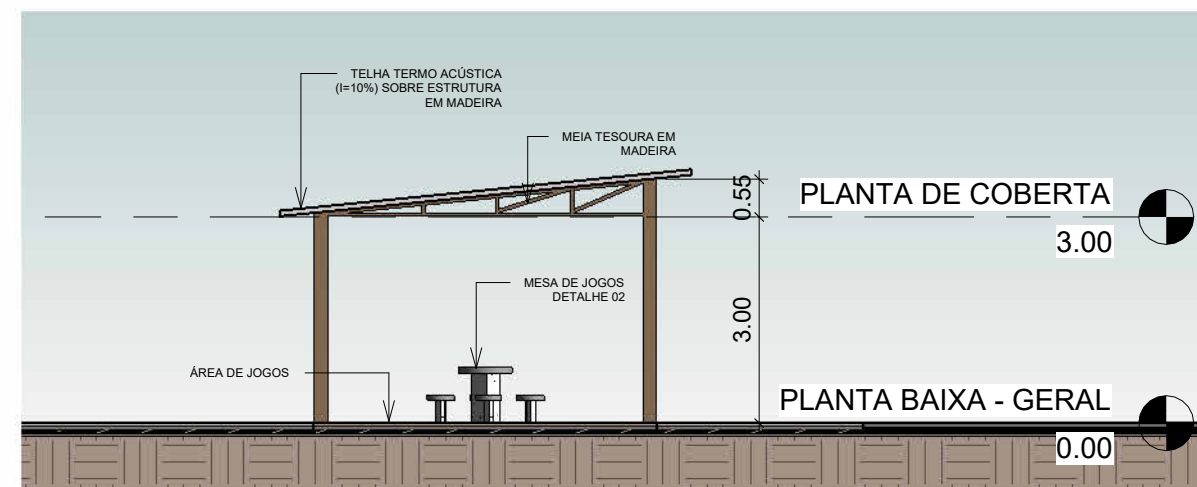 TELHA TERMO ACÚSTICA
(I=10%) SOBRE ESTRUTURA
EM MADEIRA
MEIA TESOURA EM
MADEIRA
0.55
PLANTA DE COBERTA
3.00
MESA DE JOGOS
DETALHE 02
3.00
ÁREA DE JOGOS
PLANTA BAIXA - GERAL
0.00